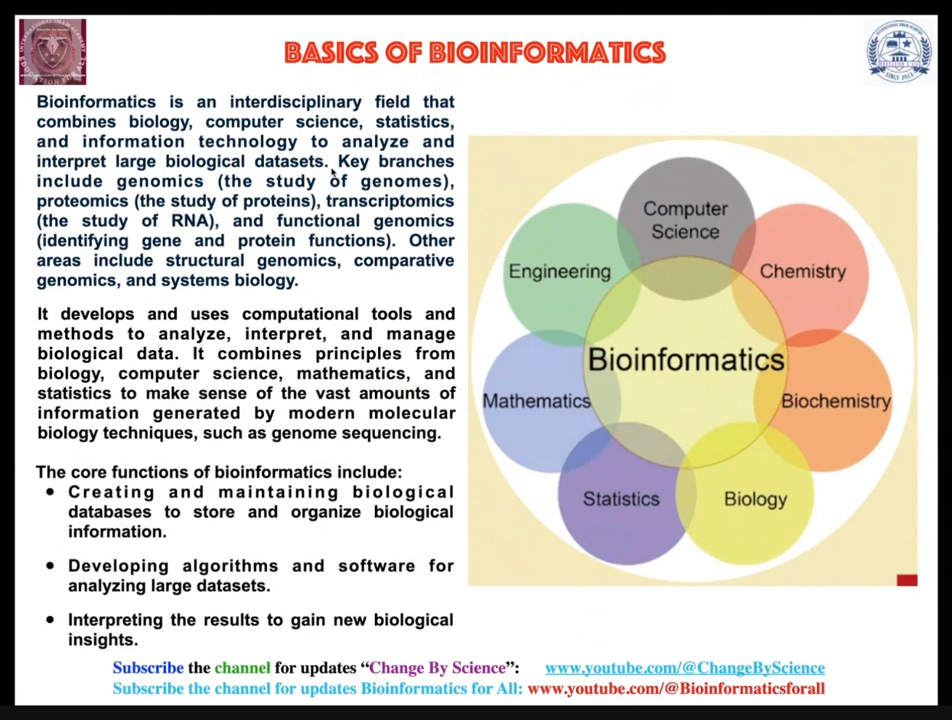 BASICS OF BIOINFORMATICS
Bioinformatics is an interdisciplinary field that
combines biology, computer science, statistics,
and information technology to analyze and
interpret large biological datasets. Key branches
include genomics (the study of genomes),
proteomics (the study of proteins), transcriptomics
(the study of RNA), and functional genomics
(identifying gene and protein functions). Other
areas include structural genomics, comparative
genomics, and systems biology.
It develops and uses computational tools and
methods to analyze, interpret, and manage
biological data. It combines principles from
biology, computer science, mathematics, and
statistics to make sense of the vast amounts of
information generated by modern molecular
biology techniques, such as genome sequencing.
The core functions of bioinformatics include:
• Creating and maintaining biological
databases to store and organize biological
information.
• Developing algorithms and software for
analyzing large datasets.
• Interpreting the results to gain new biological
insights.
Computer
Science
Engineering
Chemistry
Bioinformatics
Mathematics
Biochemistry
Statistics
Biology
Subscribe the channel for updates “Change By Science”: www.youtube.com/@ChangeByScience
Subscribe the channel for updates Bioinformatics for All: www.youtube.com/@Bioinformaticsforall